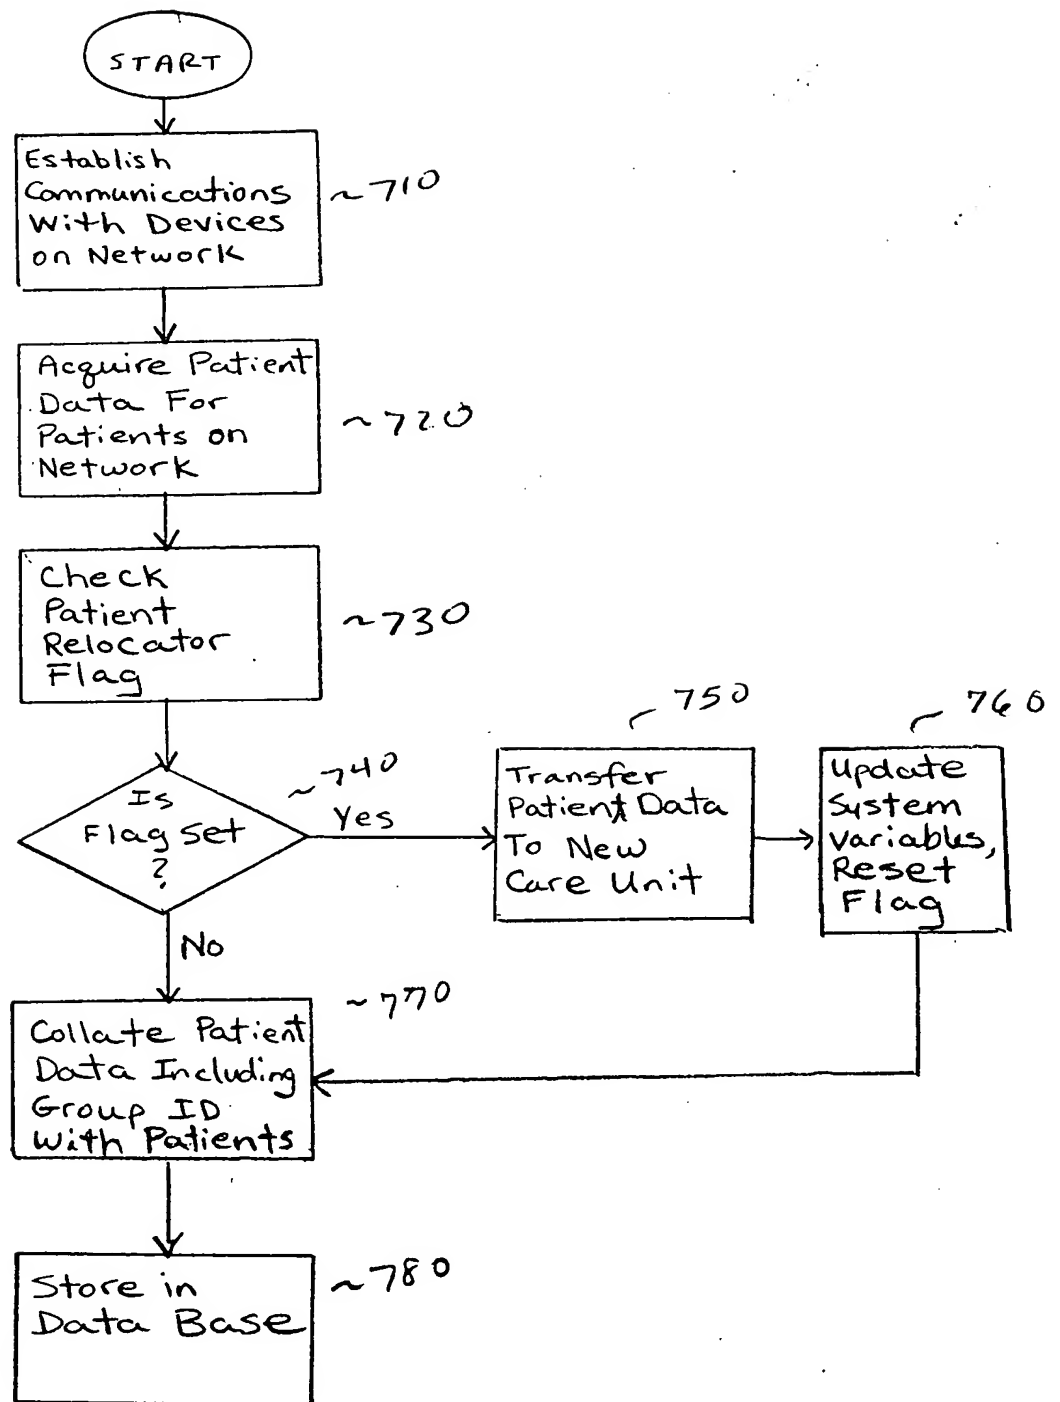 START
Establish
Communications
With Devices
on Network
~710
Acquire Patient
Data For
Patients on
Network
~720
Check
Patient
Relocator
Flag
~730
Is
Flag Set
?
~740
Yes
No
Transfer
Patient Data
To New
Care Unit
750
Update
System
Variables,
Reset
Flag
760
Collate Patient
Data Including
Group ID
With Patients
~770
Store in
Data Base
~780